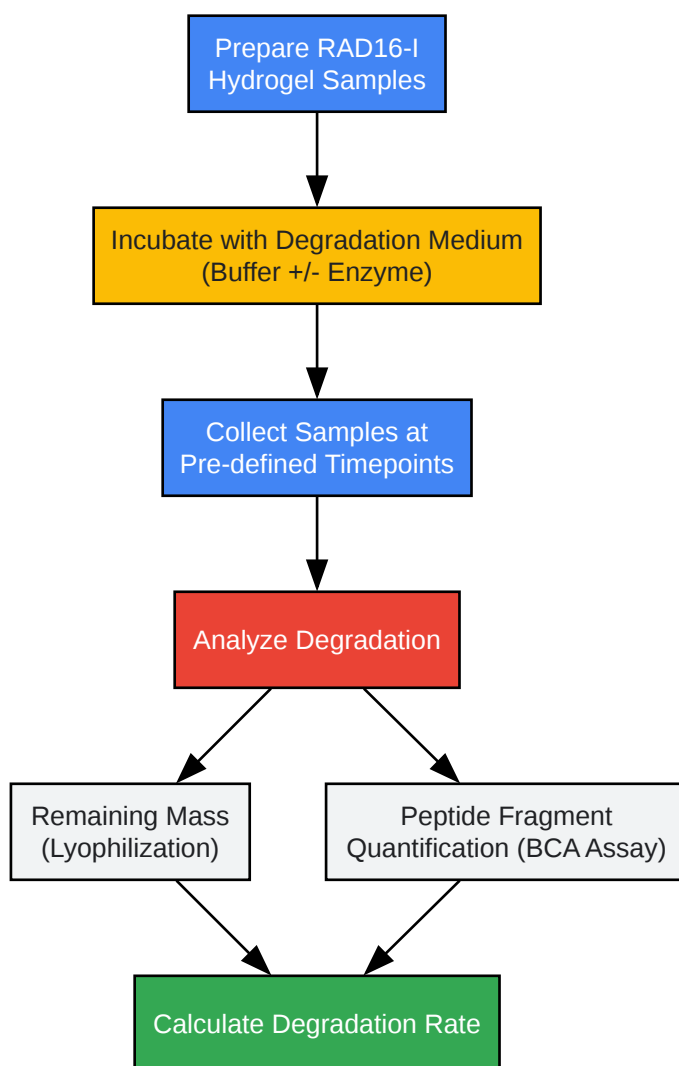 Prepare RAD16-I
Hydrogel Samples
Incubate with Degradation Medium
(Buffer +/- Enzyme)
Collect Samples at
Pre-defined Timepoints
Analyze Degradation
Remaining Mass
(Lyophilization)
Peptide Fragment
Quantification (BCA Assay)
Calculate Degradation Rate